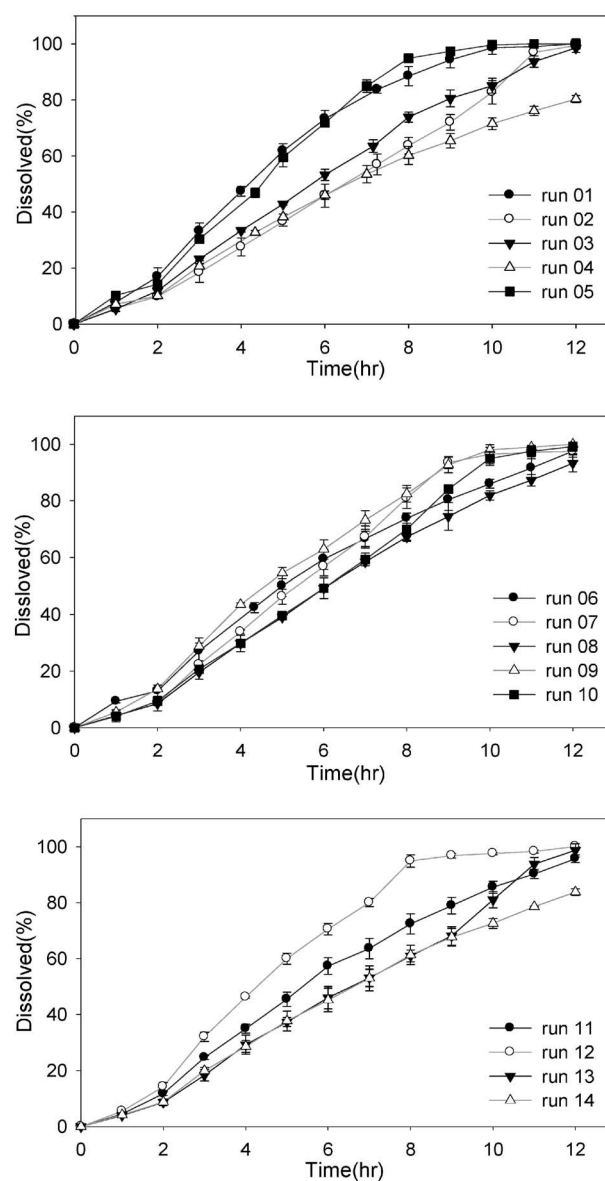 100
80
60
40
20
0
Dissolved(%)
run 01
run 02
run 03
run 04
run 05
0 2 4 6 8 10 12
Time(hr)
100
80
60
40
20
0
Dissloved(%)
run 06
run 07
run 08
run 09
run 10
0 2 4 6 8 10 12
Time(hr)
100
80
60
40
20
0
Dissolved(%)
run 11
run 12
run 13
run 14
0 2 4 6 8 10 12
Time(hr)